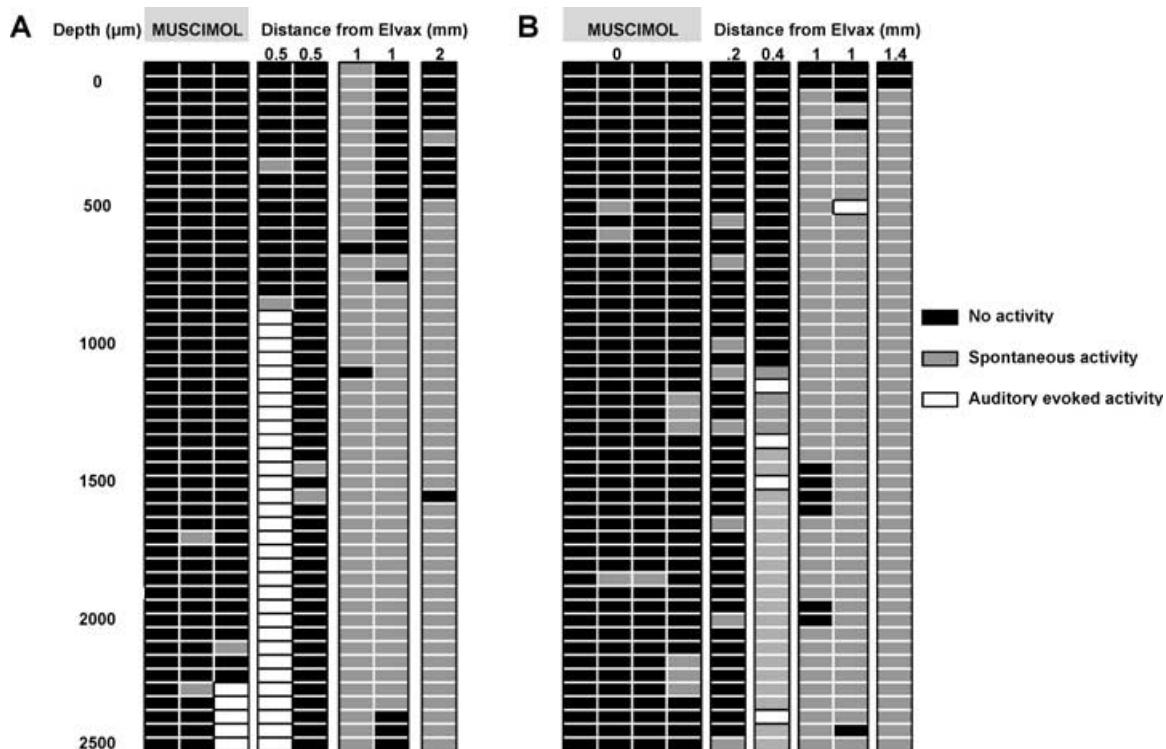 A Depth (µm) MUSCIMOL Distance from Elvax (mm)
0.5 0.5 1 1 2
0
500
1000
1500
2000
2500
B MUSCIMOL Distance from Elvax (mm)
0 .2 0.4 1 1 1.4
No activity
Spontaneous activity
Auditory evoked activity